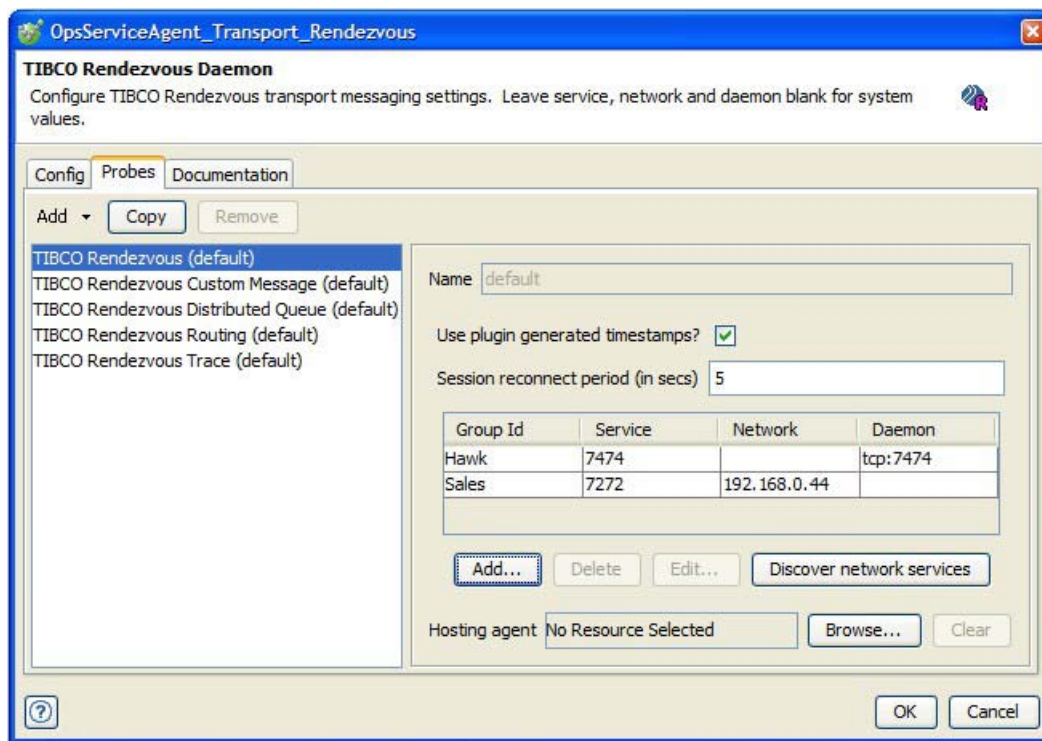 OpsServiceAgent_Transport_Rendezvous
TIBCO Rendezvous Daemon
Configure TIBCO Rendezvous transport messaging settings. Leave service, network and daemon blank for system
values.
Config Probes Documentation
Add Copy Remove
TIBCO Rendezvous (default)
TIBCO Rendezvous Custom Message (default)
TIBCO Rendezvous Distributed Queue (default)
TIBCO Rendezvous Routing (default)
TIBCO Rendezvous Trace (default)
Name default
Use plugin generated timestamps?
Session reconnect period (in secs) 5
Group Id Service Network Daemon
Hawk 7474 tcp:7474
Sales 7272 192.168.0.44
Add... Delete Edit... Discover network services
Hosting agent No Resource Selected Browse... Clear
? OK Cancel